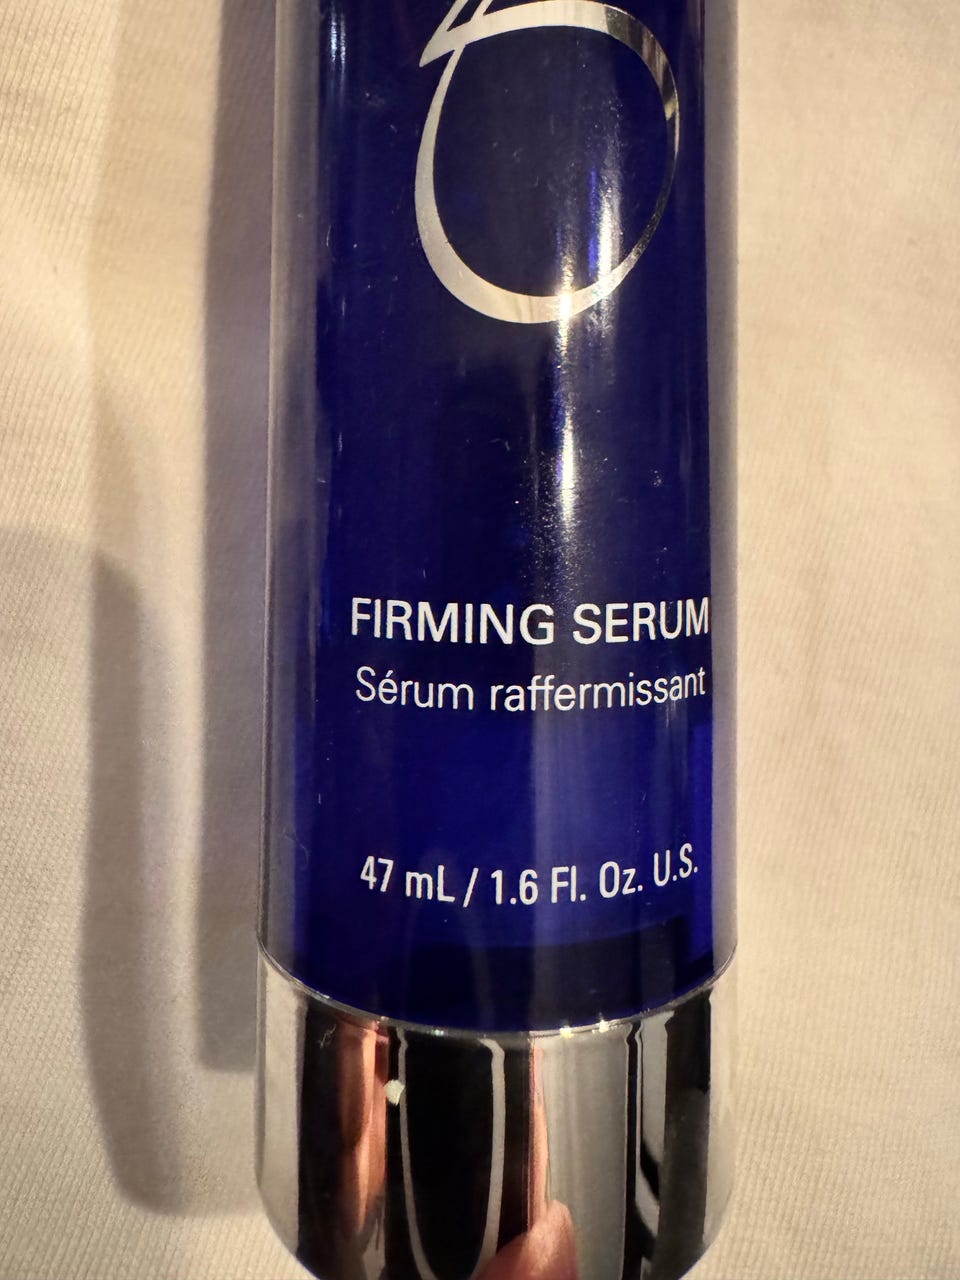 FIRMING SERUM
Sérum raffermissant
47 mL / 1.6 Fl. Oz. U.S.